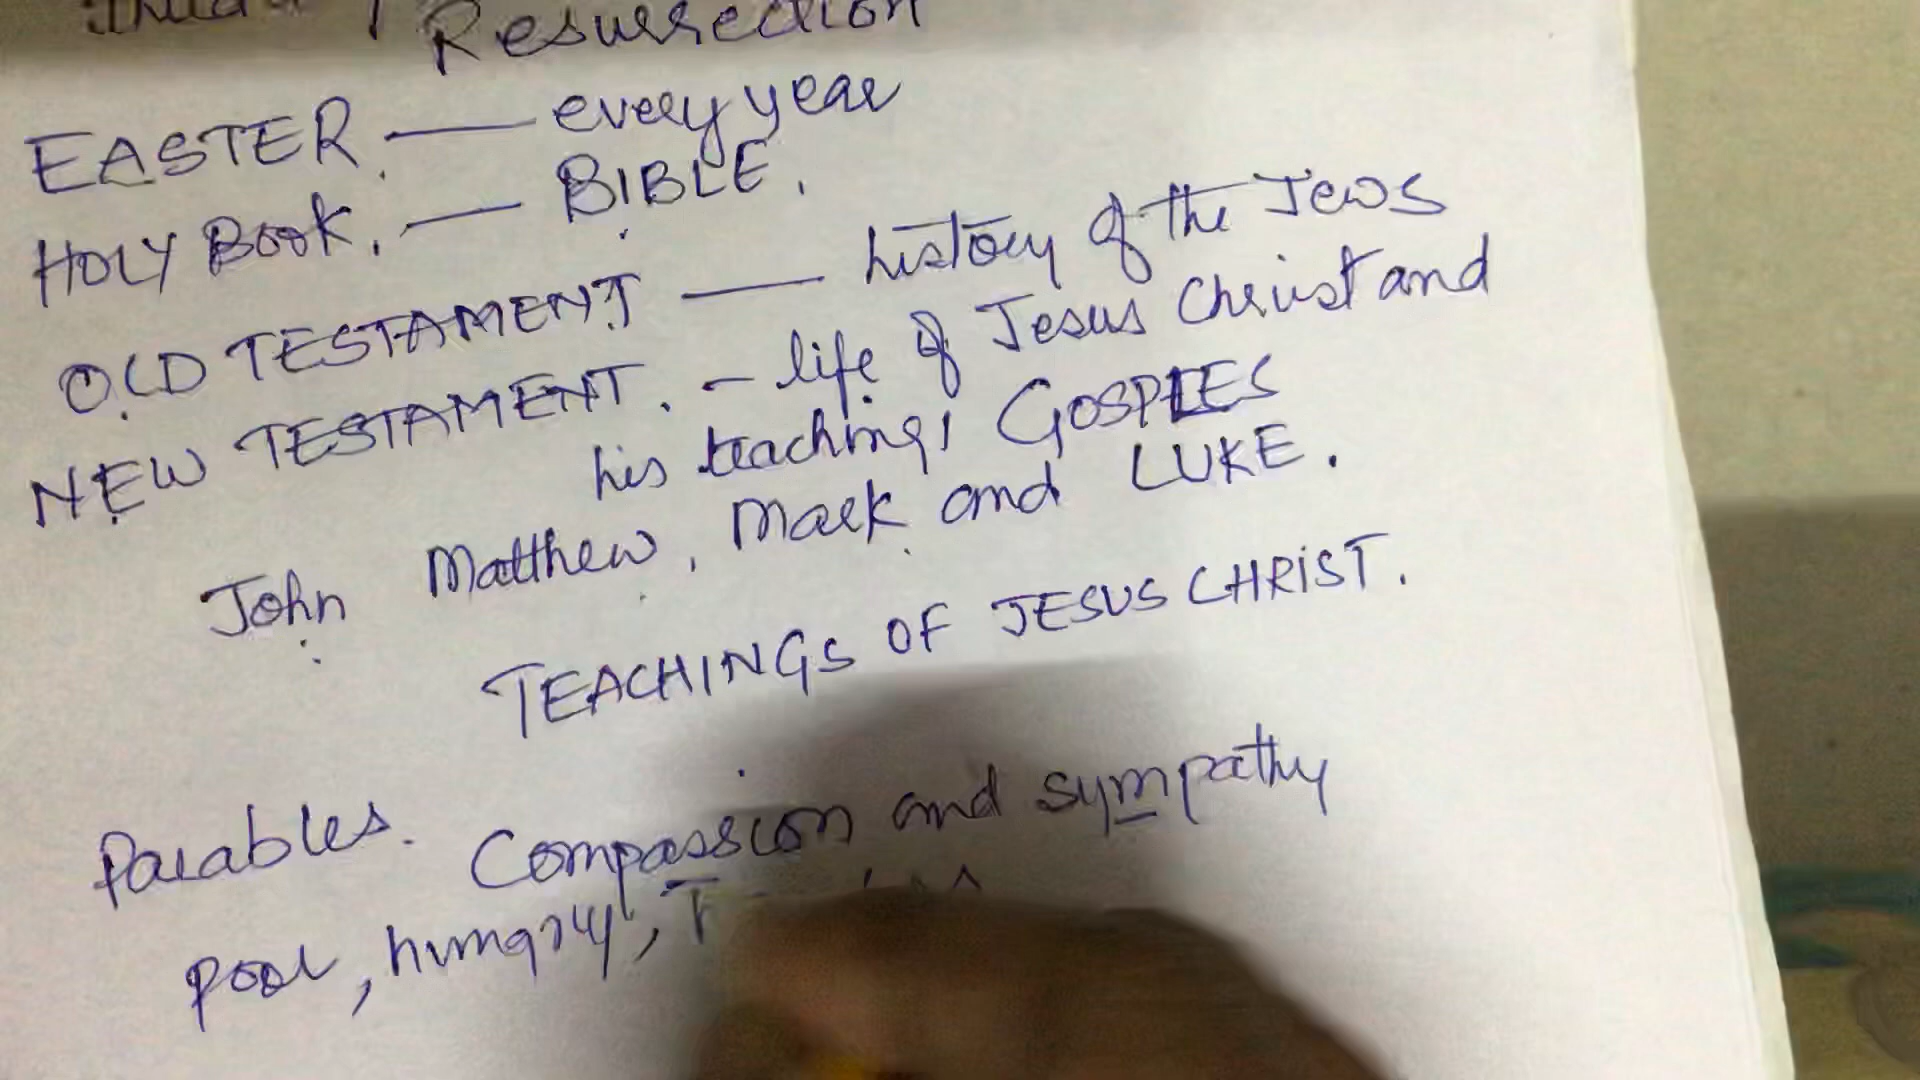 Resurrection
EASTER. — every year
HOLY BOOK. — BIBLE.
OLD TESTAMENT — history of the Jews
NEW TESTAMENT. – life of Jesus Christ and
his teachings GOSPLES
John Matthew, Mark and LUKE.
TEACHINGS OF JESUS CHRIST.
Parables. Compassion and sympathy
poor, hungry,